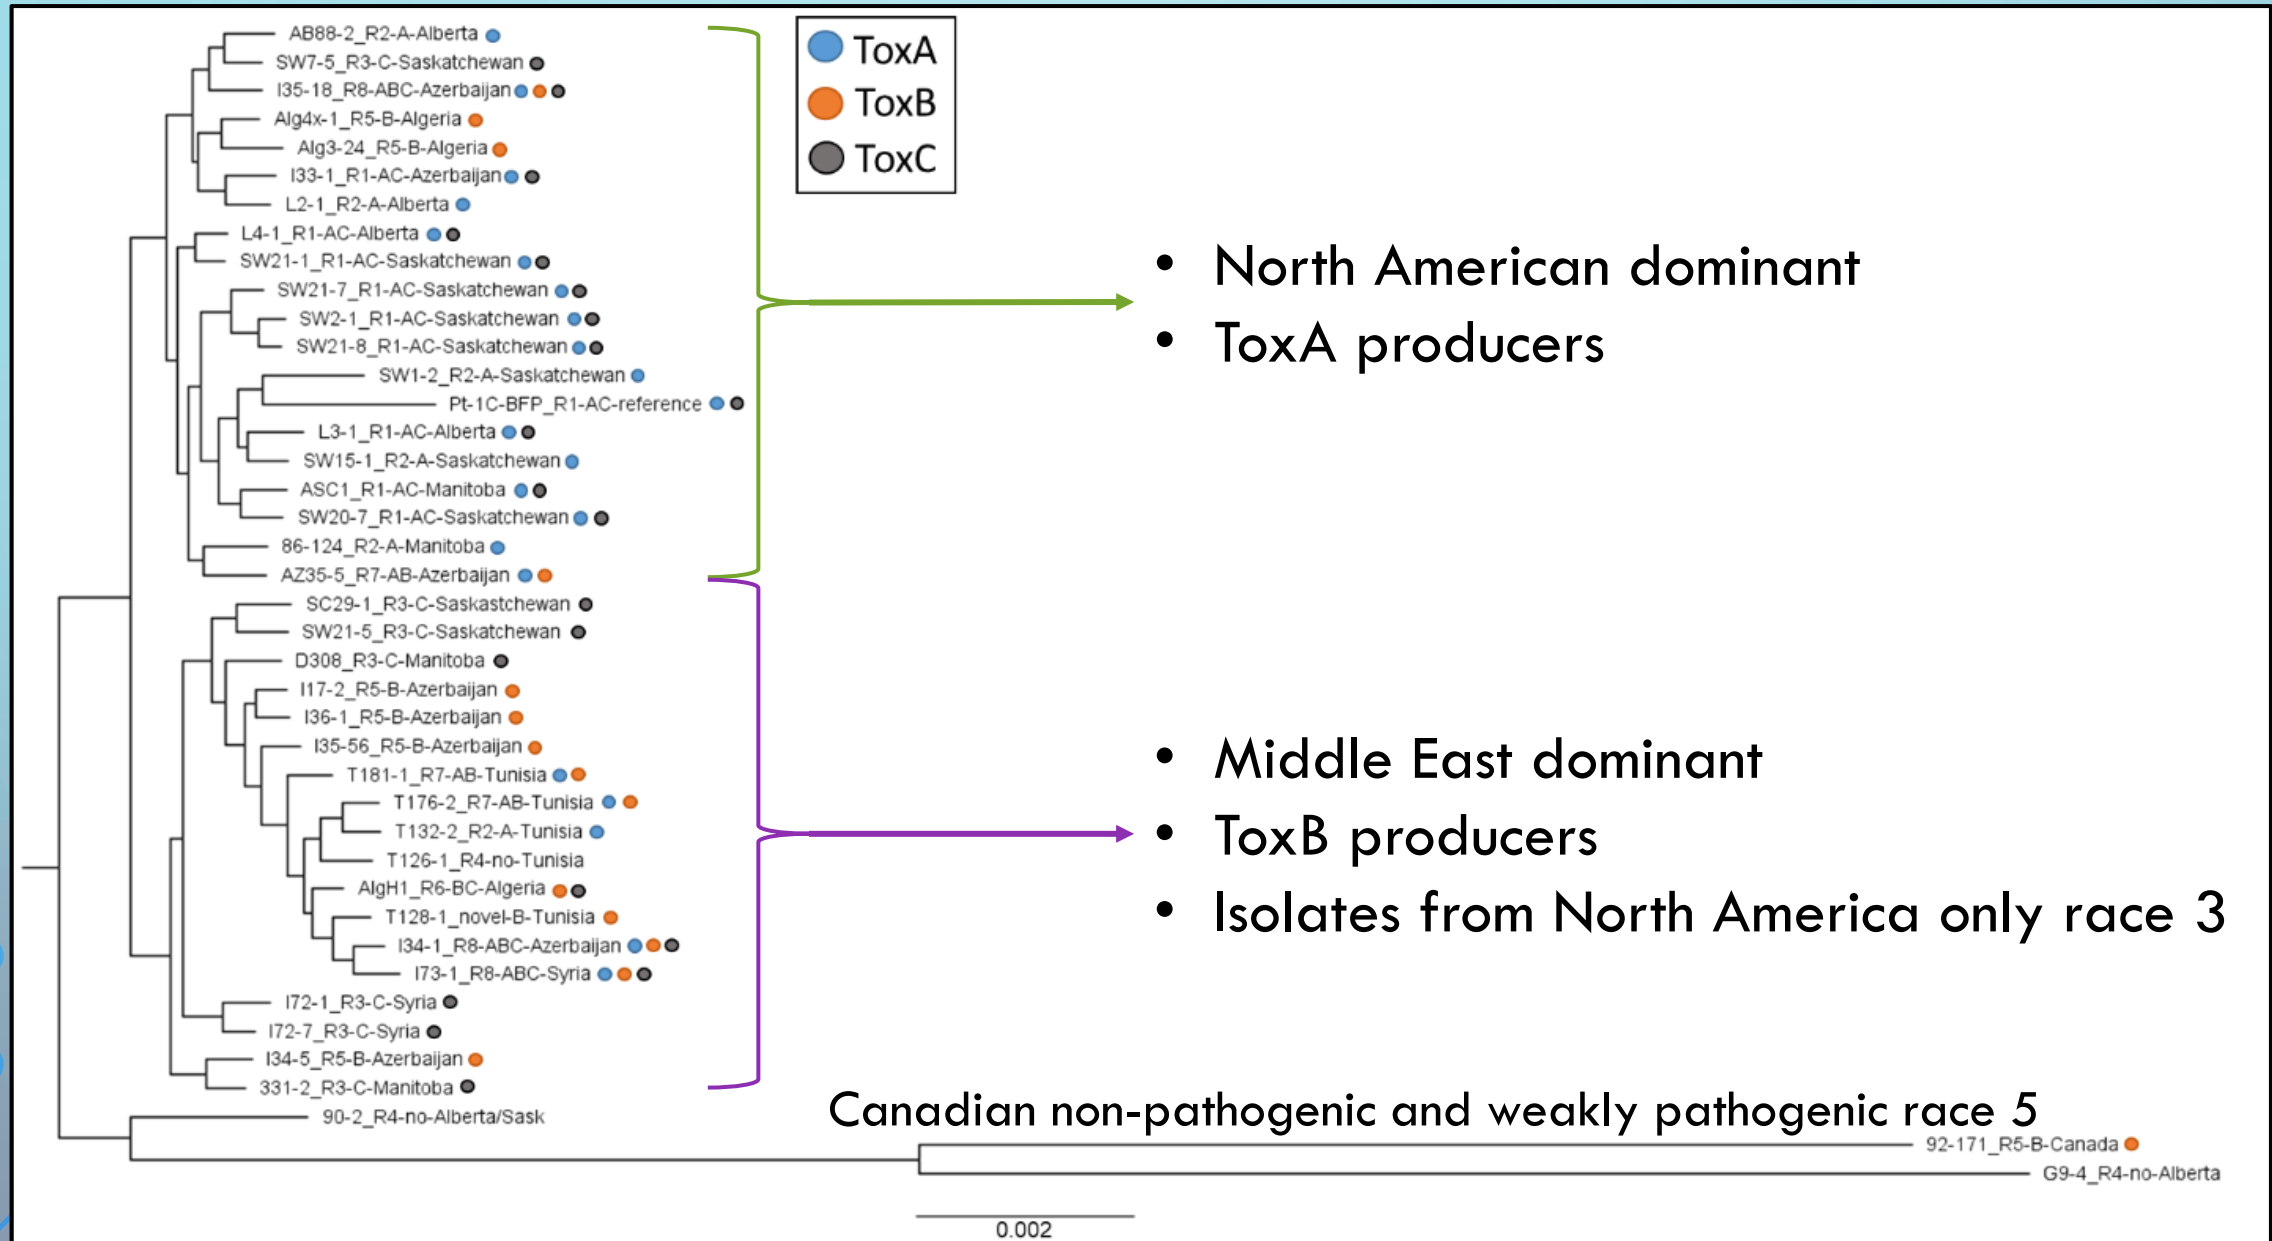 AB88-2_R2-A-Alberta
SW7-5_R3-C-Saskatchewan
I35-18_R8-ABC-Azerbaijan
Alg4x-1_R5-B-Algeria
Alg3-24_R5-B-Algeria
I33-1_R1-AC-Azerbaijan
L2-1_R2-A-Alberta
L4-1_R1-AC-Alberta
SW21-1_R1-AC-Saskatchewan
SW21-7_R1-AC-Saskatchewan
SW2-1_R1-AC-Saskatchewan
SW21-8_R1-AC-Saskatchewan
SW1-2_R2-A-Saskatchewan
Pt-1C-BFP_R1-AC-reference
L3-1_R1-AC-Alberta
SW15-1_R2-A-Saskatchewan
ASC1_R1-AC-Manitoba
SW20-7_R1-AC-Saskatchewan
86-124_R2-A-Manitoba
AZ35-5_R7-AB-Azerbaijan
SC29-1_R3-C-Saskastchewan
SW21-5_R3-C-Saskatchewan
D308_R3-C-Manitoba
I17-2_R5-B-Azerbaijan
I36-1_R5-B-Azerbaijan
I35-56_R5-B-Azerbaijan
T181-1_R7-AB-Tunisia
T176-2_R7-AB-Tunisia
T132-2_R2-A-Tunisia
T126-1_R4-no-Tunisia
AlgH1_R6-BC-Algeria
T128-1_novel-B-Tunisia
I34-1_R8-ABC-Azerbaijan
I73-1_R8-ABC-Syria
I72-1_R3-C-Syria
I72-7_R3-C-Syria
I34-5_R5-B-Azerbaijan
331-2_R3-C-Manitoba
90-2_R4-no-Alberta/Sask
ToxA
ToxB
ToxC
• North American dominant
• ToxA producers
• Middle East dominant
• ToxB producers
• Isolates from North America only race 3
Canadian non-pathogenic and weakly pathogenic race 5
92-171_R5-B-Canada
G9-4_R4-no-Alberta
0.002